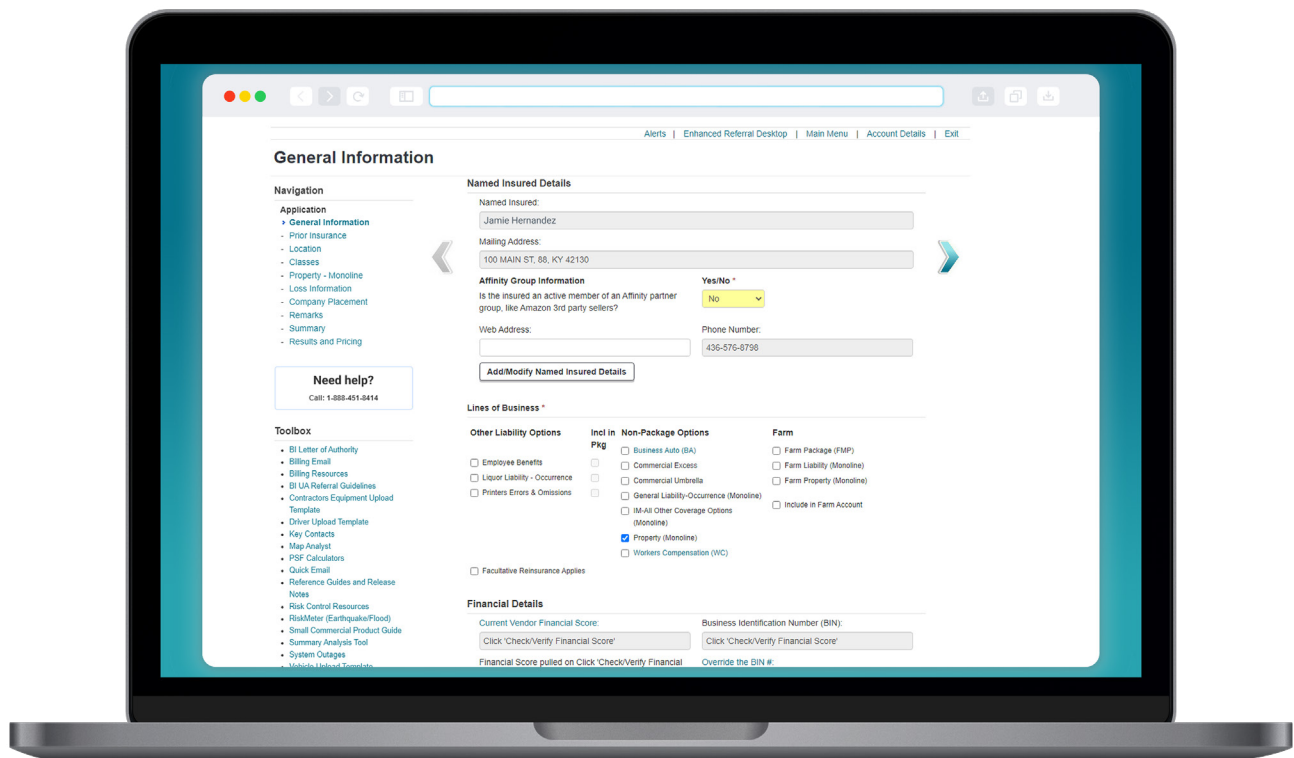 Alerts | Enhanced Referral Desktop | Main Menu | Account Details | Exit
General Information
Navigation
Application
› General Information
- Prior Insurance
- Location
- Classes
- Property - Monoline
- Loss Information
- Company Placement
- Remarks
- Summary
- Results and Pricing
Need help?
Call: 1-888-451-8414
Toolbox
• BI Letter of Authority
• Billing Email
• Billing Resources
• BI UA Referral Guidelines
• Contractors Equipment Upload
Template
• Driver Upload Template
• Key Contacts
• Map Analyst
• PSF Calculators
• Quick Email
• Reference Guides and Release
Notes
• Risk Control Resources
• RiskMeter (Earthquake/Flood)
• Small Commercial Product Guide
• Summary Analysis Tool
• System Outages
• Vehicle Upload Template
Named Insured Details
Named Insured:
Jamie Hernandez
Mailing Address:
100 MAIN ST, 88, KY 42130
Affinity Group Information
Yes/No *
Is the insured an active member of an Affinity partner
group, like Amazon 3rd party sellers?
No
Web Address:
Phone Number:
436-576-8798
Add/Modify Named Insured Details
Lines of Business *
Other Liability Options
Incl in
Pkg
Employee Benefits
Liquor Liability - Occurrence
Printers Errors & Omissions
Facultative Reinsurance Applies
Non-Package Options
Business Auto (BA)
Commercial Excess
Commercial Umbrella
General Liability-Occurrence (Monoline)
IM-All Other Coverage Options
(Monoline)
Property (Monoline)
Workers Compensation (WC)
Farm
Farm Package (FMP)
Farm Liability (Monoline)
Farm Property (Monoline)
Include in Farm Account
Financial Details
Current Vendor Financial Score:
Click 'Check/Verify Financial Score'
Business Identification Number (BIN):
Click 'Check/Verify Financial Score'
Financial Score pulled on Click 'Check/Verify Financial
Override the BIN #: